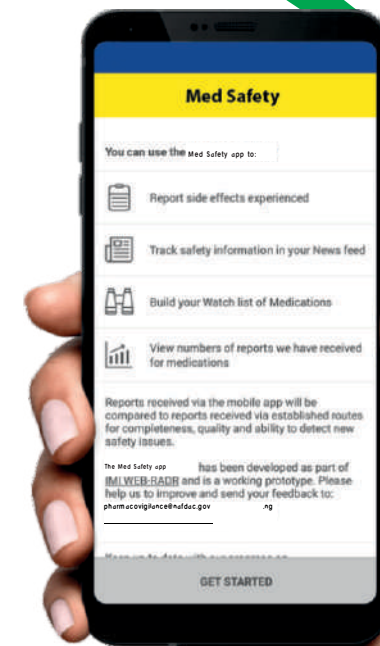 Med Safety
You can use the Med Safety app to:
Report side effects experienced
Track safety information in your News feed
Build your Watch list of Medications
View numbers of reports we have received
for medications
Reports received via the mobile app will be
compared to reports received via established routes
for completeness, quality and ability to detect new
safety issues.
The Med Safety app has been developed as part of
IMI WEB-RADR and is a working prototype. Please
help us to improve and send your feedback to:
pharmacovigilance@nafdac.gov .ng
GET STARTED